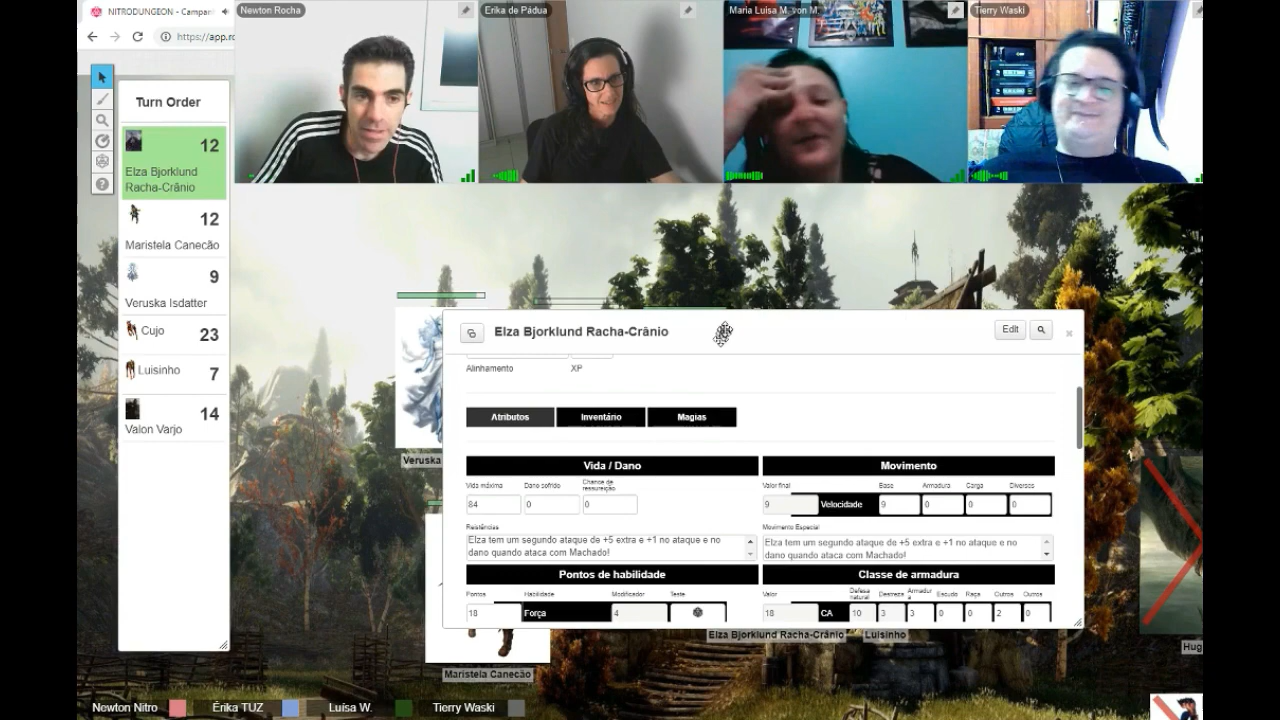 NITRODUNGEON - Campan
https://app.ro
Newton Rocha
Erika de Pádua
Maria Luisa M. von M.
Tierry Waski
Turn Order
12
Elza Bjorklund
Racha-Crânio
12
Maristela Canecão
9
Veruska Isdatter
Cujo 23
Luisinho 7
14
Valon Varjo
Elza Bjorklund Racha-Crânio
Edit
Alinhamento XP
Atributos Inventário Magias
Vida / Dano Movimento
Vida máxima Dano sofrido Chance de ressureição Valor final Base Armadura Carga Diversos
84 0 0 9 Velocidade 9 0 0 0
Resistências Movimento Especial
Elza tem um segundo ataque de +5 extra e +1 no ataque e no
dano quando ataca com Machado!
Elza tem um segundo ataque de +5 extra e +1 no ataque e no
dano quando ataca com Machado!
Pontos de habilidade Classe de armadura
Pontos Habilidade Modificador Teste Valor Defesa natural Destreza Armadura Escudo Raça Outros Outros
18 Força 4 18 CA 10 3 3 0 0 2 0
Veruska
Elza Bjorklund Racha-Crânio Luisinho
Maristela Canecão
Hug
Newton Nitro Érika TUZ Luísa W. Tierry Waski